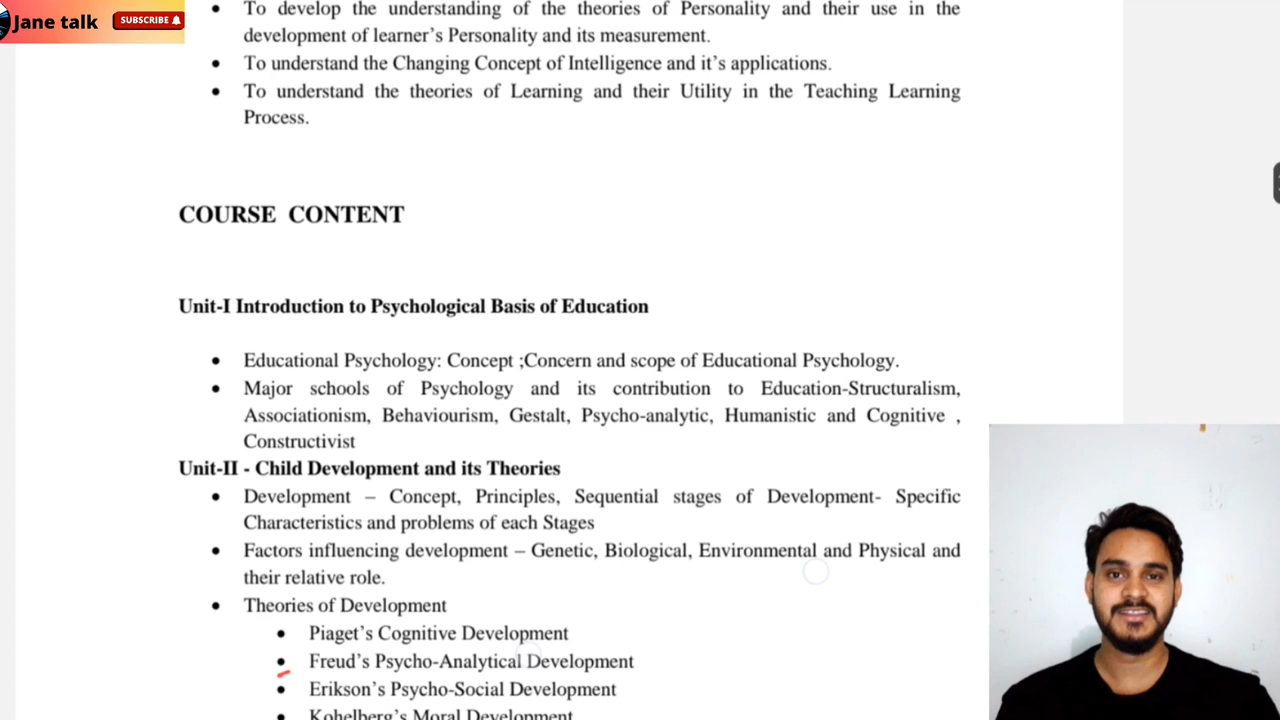 Jane talk
SUBSCRIBE
• To develop the understanding of the theories of Personality and their use in the
development of learner's Personality and its measurement.
• To understand the Changing Concept of Intelligence and it's applications.
• To understand the theories of Learning and their Utility in the Teaching Learning
Process.
COURSE CONTENT
Unit-I Introduction to Psychological Basis of Education
• Educational Psychology: Concept ;Concern and scope of Educational Psychology.
• Major schools of Psychology and its contribution to Education-Structuralism,
Associationism, Behaviourism, Gestalt, Psycho-analytic, Humanistic and Cognitive ,
Constructivist
Unit-II - Child Development and its Theories
• Development – Concept, Principles, Sequential stages of Development- Specific
Characteristics and problems of each Stages
• Factors influencing development – Genetic, Biological, Environmental and Physical and
their relative role.
• Theories of Development
• Piaget's Cognitive Development
• Freud's Psycho-Analytical Development
• Erikson's Psycho-Social Development
• Kohelberg's Moral Development